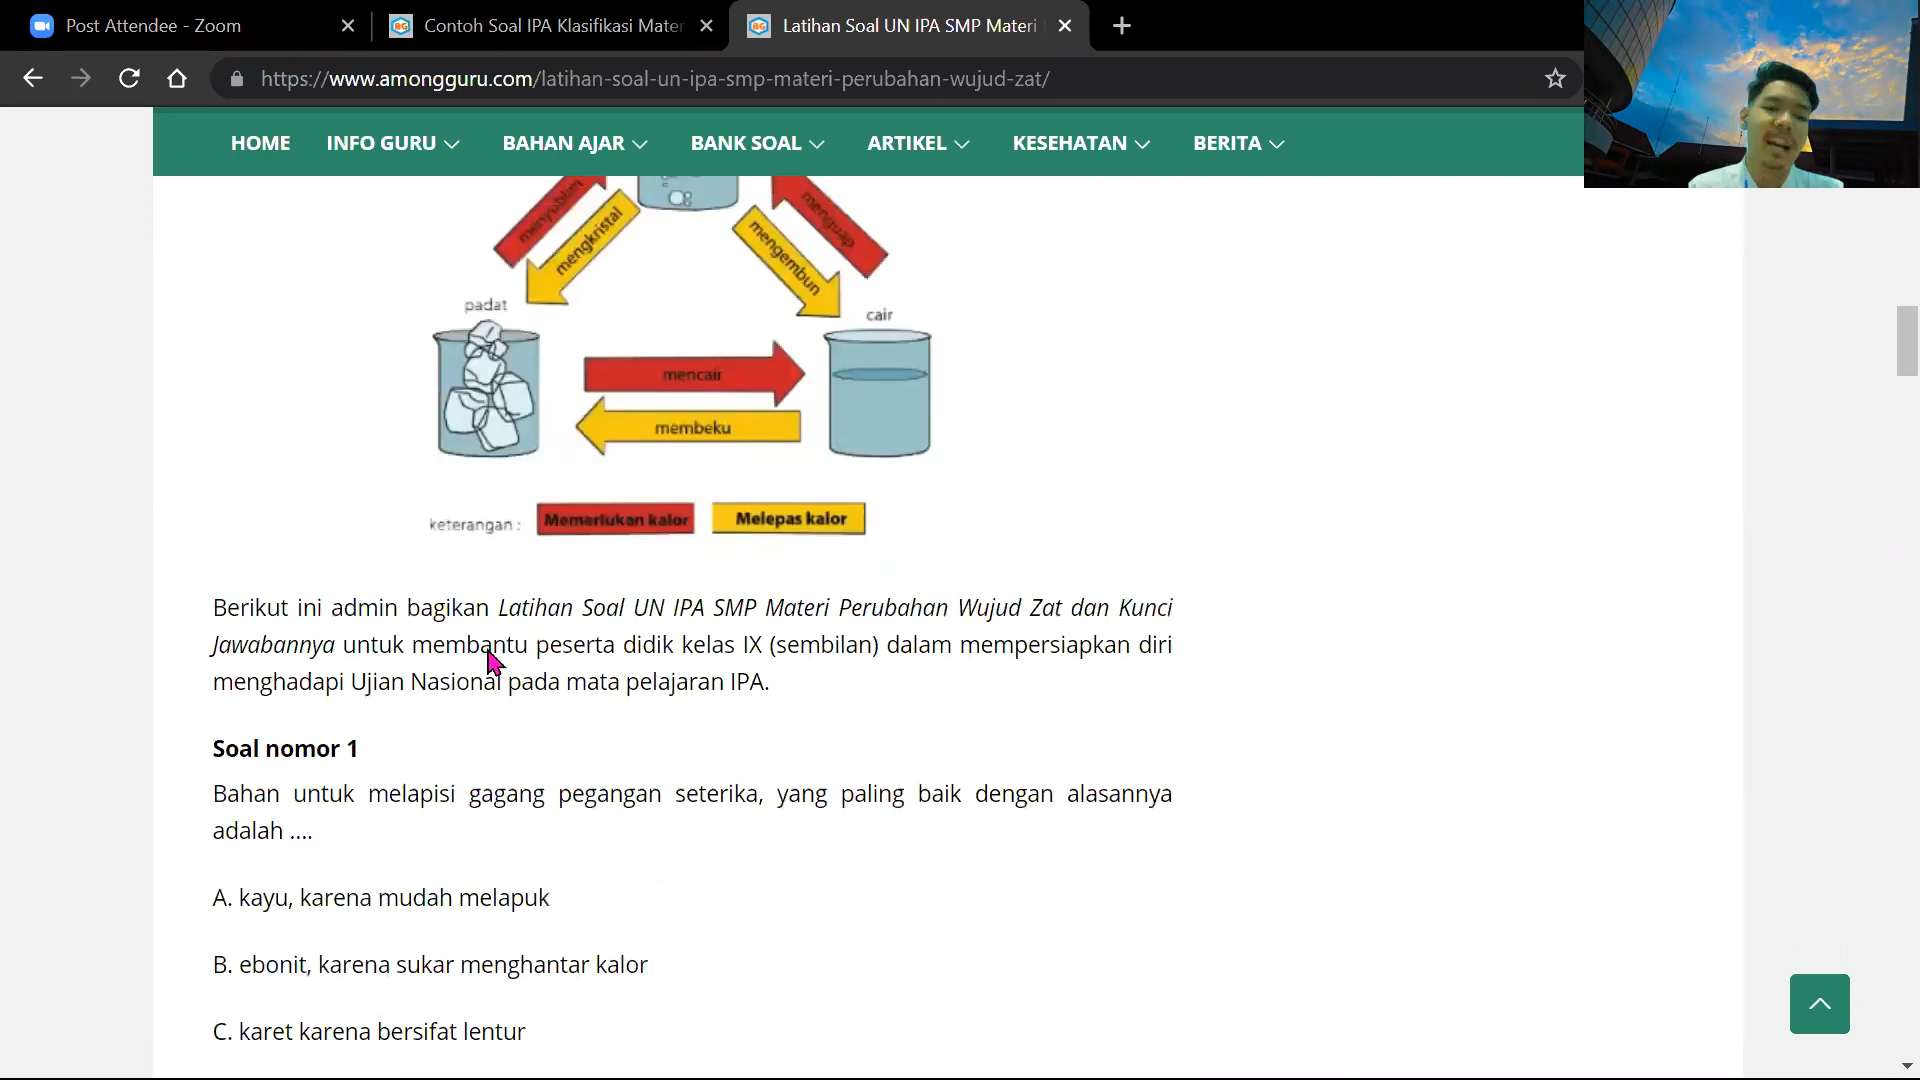 Post Attendee - Zoom
Contoh Soal IPA Klasifikasi Mater
Latihan Soal UN IPA SMP Materi
https://www.amongguru.com/latihan-soal-un-ipa-smp-materi-perubahan-wujud-zat/
HOME INFO GURU BAHAN AJAR BANK SOAL ARTIKEL KESEHATAN BERITA
menyublim
mengkristal
mengembun
menguap
padat
cair
mencair
membeku
keterangan : Memerlukan kalor Melepas kalor
Berikut ini admin bagikan Latihan Soal UN IPA SMP Materi Perubahan Wujud Zat dan Kunci
Jawabannya untuk membantu peserta didik kelas IX (sembilan) dalam mempersiapkan diri
menghadapi Ujian Nasional pada mata pelajaran IPA.
Soal nomor 1
Bahan untuk melapisi gagang pegangan seterika, yang paling baik dengan alasannya
adalah ....
A. kayu, karena mudah melapuk
B. ebonit, karena sukar menghantar kalor
C. karet karena bersifat lentur